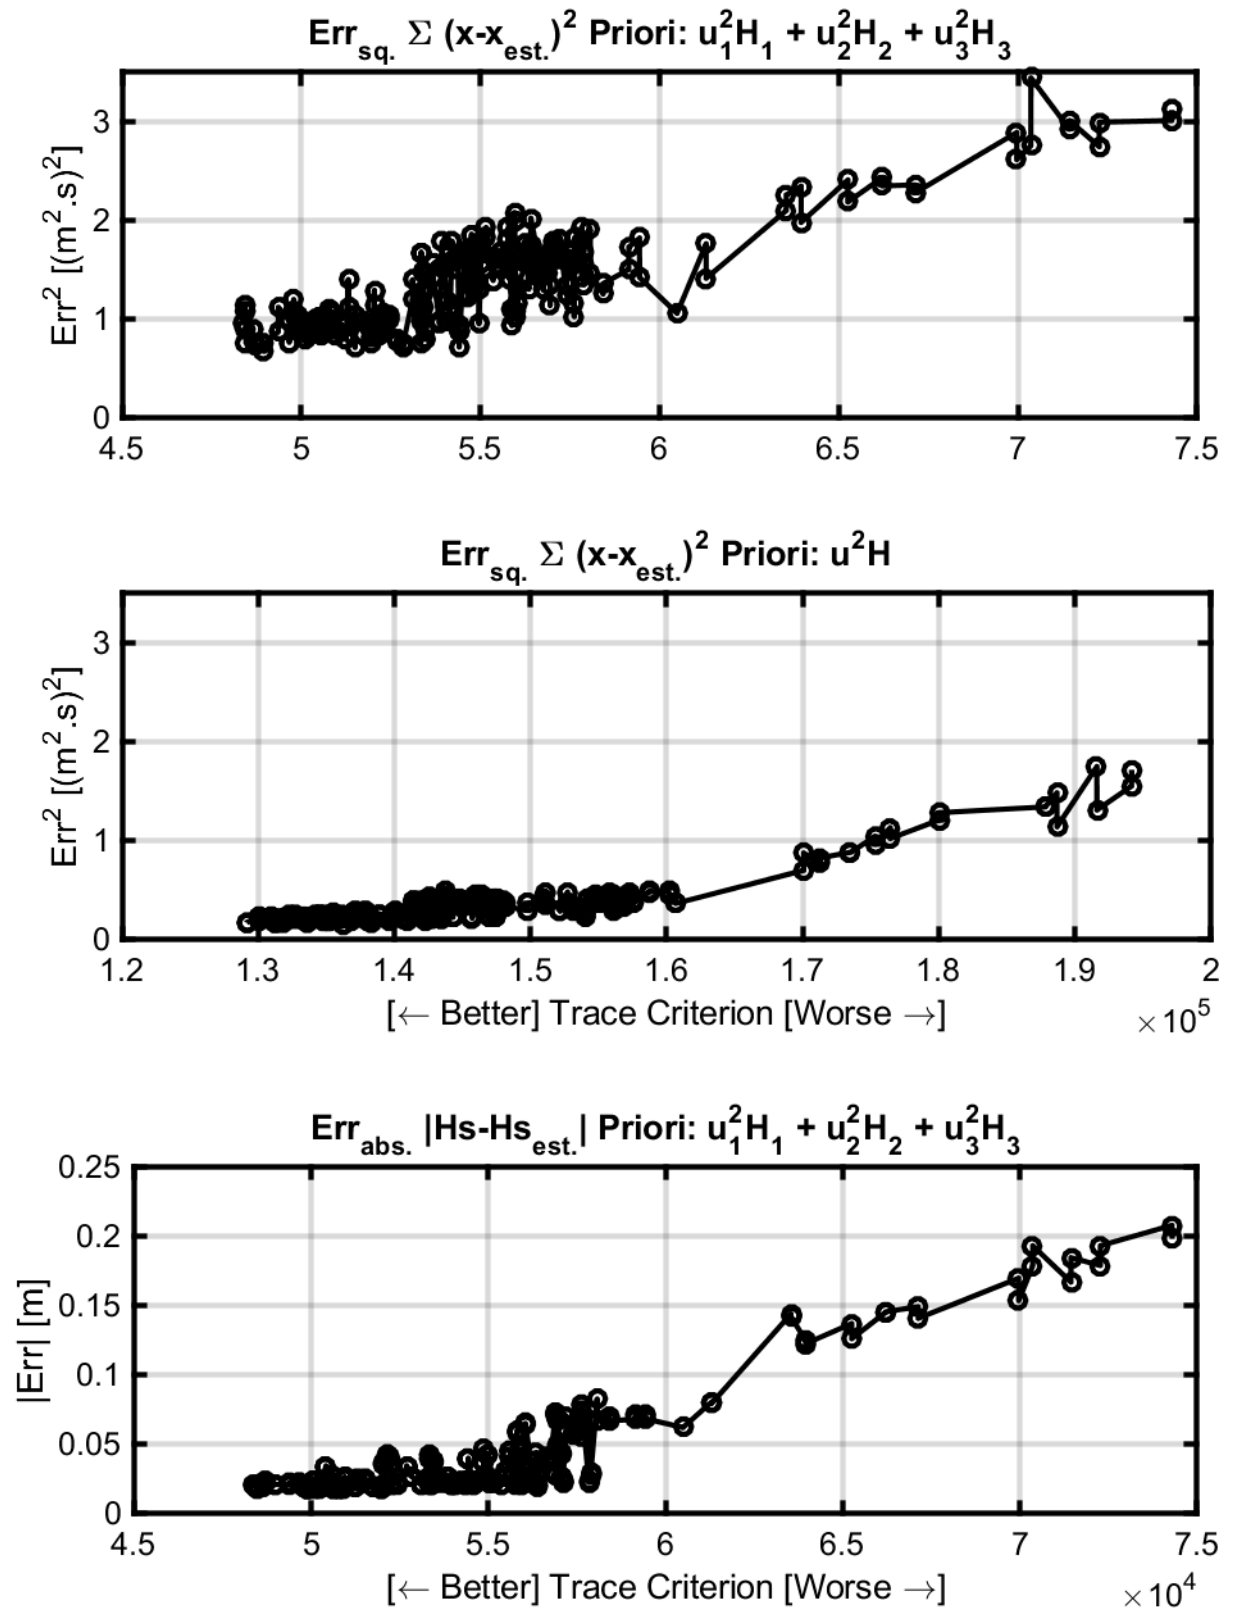 Err_sq. Σ (x-x_est.)² Priori: u₁²H₁ + u₂²H₂ + u₃²H₃
Err² [(m².s)²]
3
2
1
0
4.5 5 5.5 6 6.5 7 7.5
Err_sq. Σ (x-x_est.)² Priori: u²H
Err² [(m².s)²]
3
2
1
0
1.2 1.3 1.4 1.5 1.6 1.7 1.8 1.9 2
[← Better] Trace Criterion [Worse →]
×10⁵
Err_abs. |Hs-Hs_est.| Priori: u₁²H₁ + u₂²H₂ + u₃²H₃
|Err| [m]
0.25
0.2
0.15
0.1
0.05
0
4.5 5 5.5 6 6.5 7 7.5
[← Better] Trace Criterion [Worse →]
×10⁴